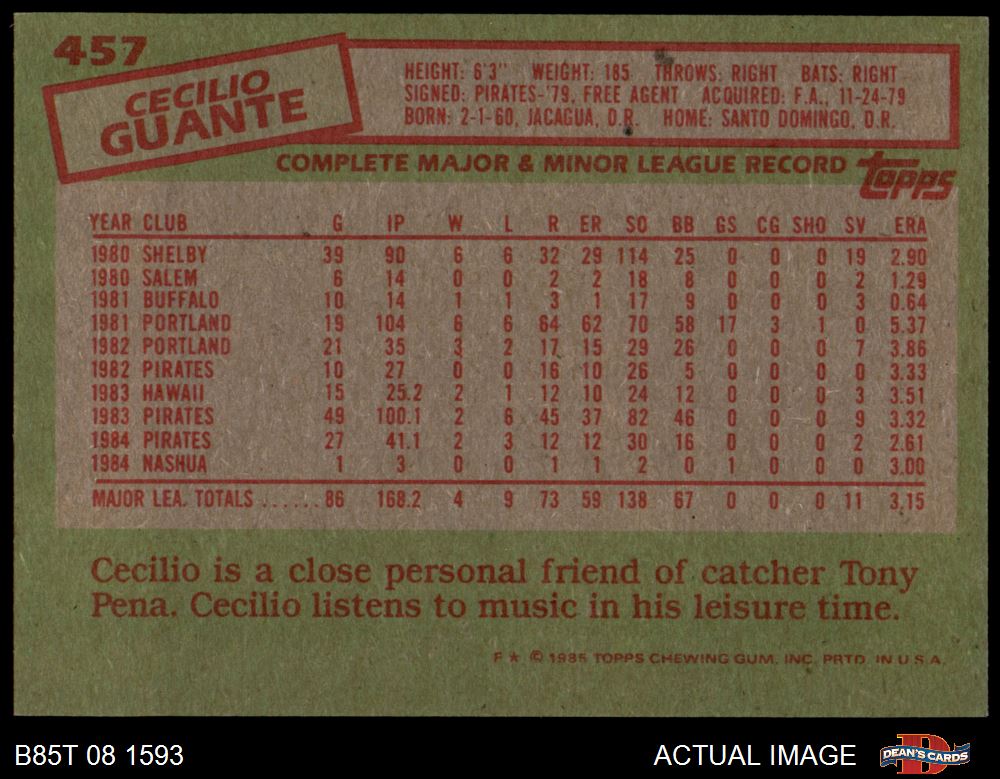 457
CECILIO
GUANTE
HEIGHT: 6'3" WEIGHT: 185 THROWS: RIGHT BATS: RIGHT
SIGNED: PIRATES-'79, FREE AGENT ACQUIRED: F.A., 11-24-79
BORN: 2-1-60, JACAGUA, D.R. HOME: SANTO DOMINGO, D.R.
COMPLETE MAJOR & MINOR LEAGUE RECORD topps
YEAR CLUB G IP W L R ER SO BB GS CG SHO SV ERA
1980 SHELBY 39 90 6 6 32 29 114 25 0 0 0 19 2.90
1980 SALEM 6 14 0 0 2 2 18 8 0 0 0 2 1.29
1981 BUFFALO 10 14 1 1 3 1 17 9 0 0 0 3 0.64
1981 PORTLAND 19 104 6 6 64 62 70 58 17 3 1 0 5.37
1982 PORTLAND 21 35 3 2 17 15 29 26 0 0 0 7 3.86
1982 PIRATES 10 27 0 0 16 10 26 5 0 0 0 0 3.33
1983 HAWAII 15 25.2 2 1 12 10 24 12 0 0 0 3 3.51
1983 PIRATES 49 100.1 2 6 45 37 82 46 0 0 0 9 3.32
1984 PIRATES 27 41.1 2 3 12 12 30 16 0 0 0 2 2.61
1984 NASHUA 1 3 0 0 1 1 2 0 1 0 0 0 3.00
MAJOR LEA. TOTALS ...... 86 168.2 4 9 73 59 138 67 0 0 0 11 3.15
Cecilio is a close personal friend of catcher Tony
Pena. Cecilio listens to music in his leisure time.
F ★ © 1985 TOPPS CHEWING GUM, INC. PRTD. IN U.S.A.
B85T 08 1593 ACTUAL IMAGE DEAN'S CARDS